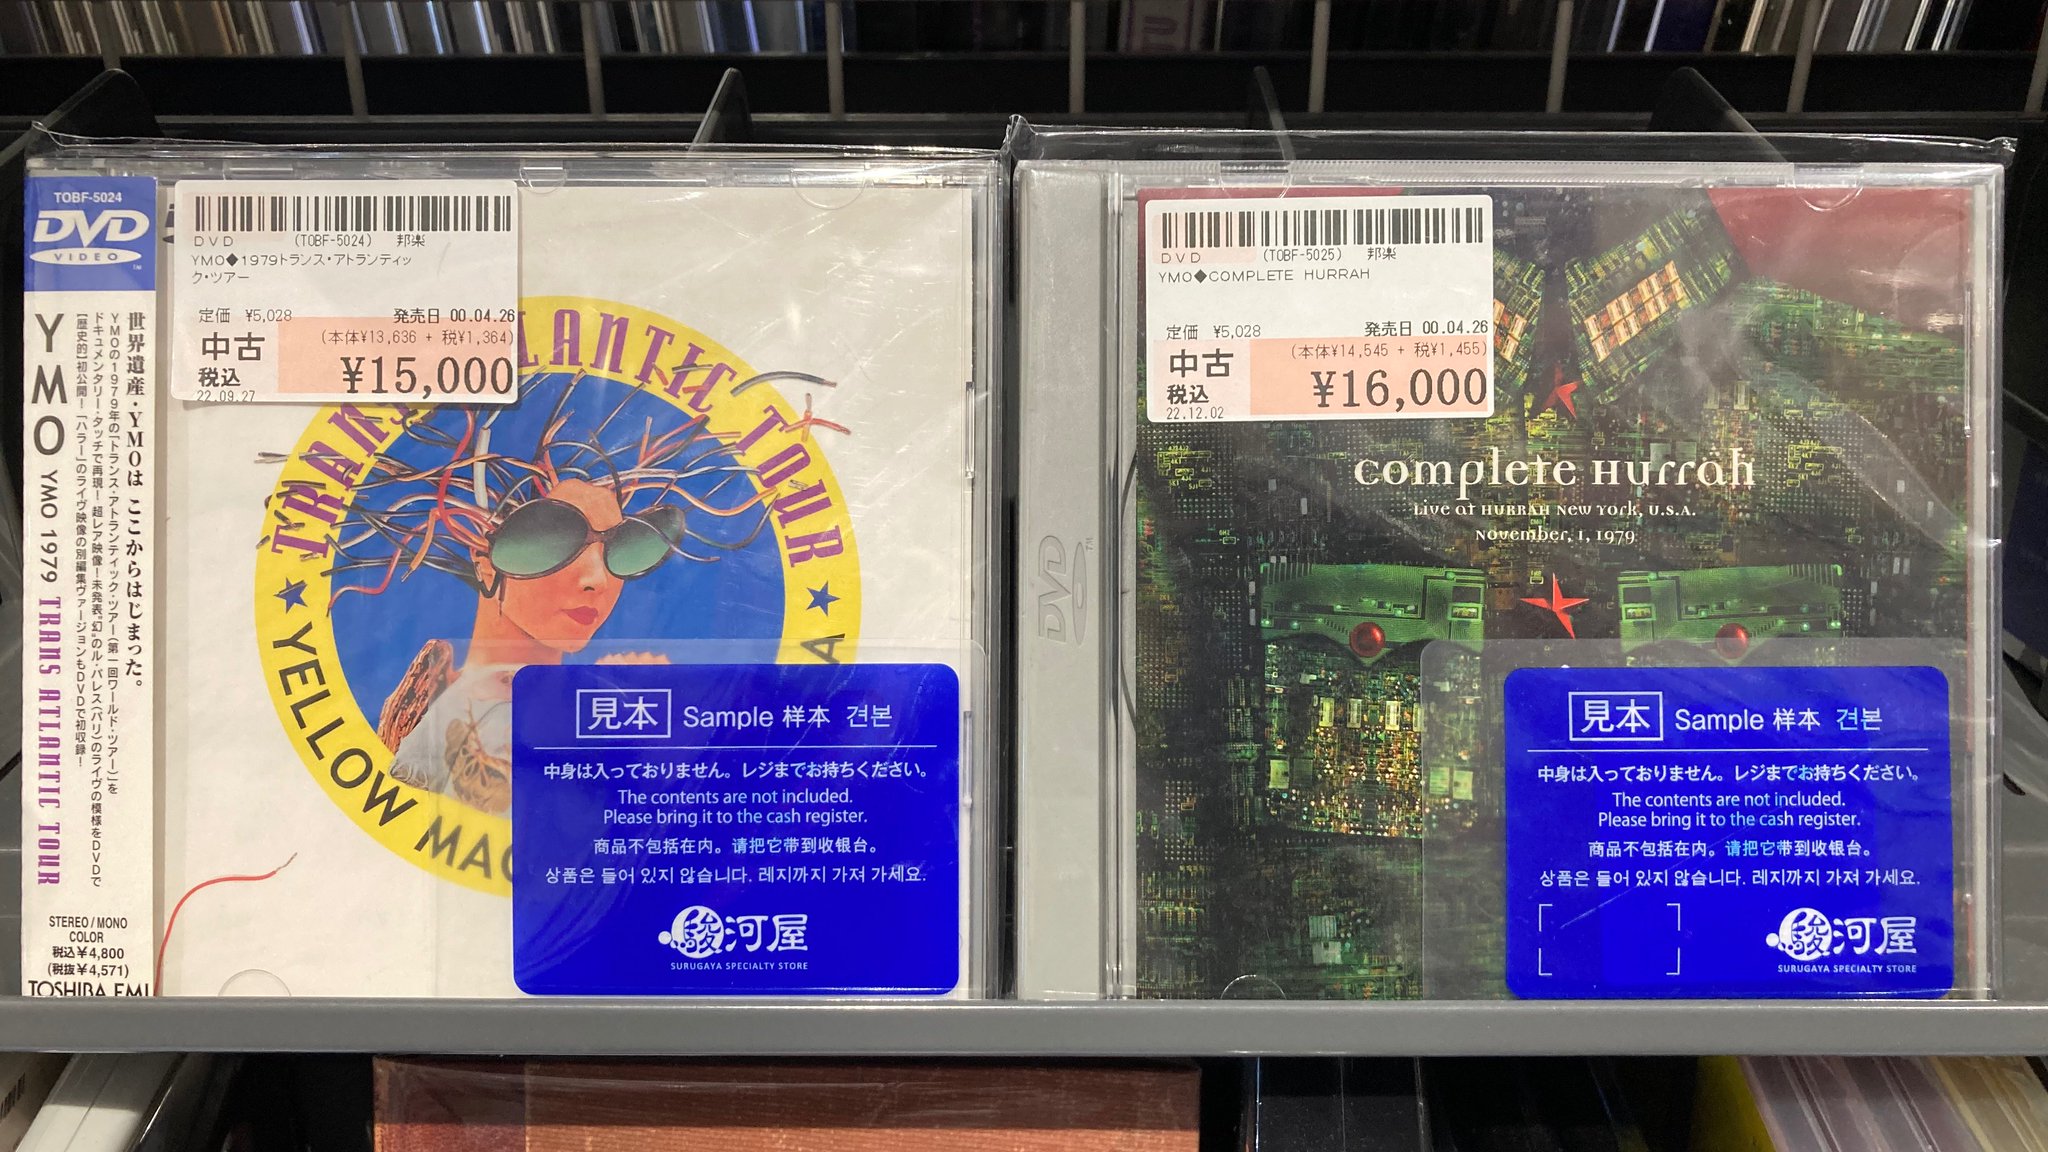 TOBF-5024
DVD
VIDEO
YMO YMO 1979 TRANS ATLANTIC TOUR
世界遺産・YMOは ここからはじまった。
YMOの1979年の「トランス・アトランティック・ツアー(第一回ワールド・ツアー)」を
ドキュメンタリー・タッチで再現!超レア映像!未発表"幻"のル・パレス(パリ)のライヴの模様をDVDで
[歴史的]初公開!「ハラー」のライヴ映像の別編集ヴァージョンもDVDで初収録!
STEREO/MONO
COLOR
税込¥4,800
(税抜¥4,571)
TOSHIBA EMI
DVD (TOBF-5024) 邦楽
YMO◆1979トランス・アトランティッ
ク・ツアー
定価 ¥5,028 発売日 00.04.26
中古 (本体¥13,636 + 税¥1,364)
税込 ¥15,000
22.09.27
LANTIC TOUR
YELLOW MA
見本 Sample 样本 견본
中身は入っておりません。レジまでお持ちください。
The contents are not included.
Please bring it to the cash register.
商品不包括在内。请把它带到收银台。
상품은 들어 있지 않습니다. 레지까지 가져 가세요.
駿河屋
SURUGAYA SPECIALTY STORE
DVD
DVD (TOBF-5025) 邦楽
YMO◆COMPLETE HURRAH
定価 ¥5,028 発売日 00.04.26
中古 (本体¥14,545 + 税¥1,455)
税込 ¥16,000
22.12.02
complete Hurrah
Live at HURRAH New York, U.S.A.
November, 1, 1979
見本 Sample 样本 견본
中身は入っておりません。レジまでお持ちください。
The contents are not included.
Please bring it to the cash register.
商品不包括在内。请把它带到收银台。
상품은 들어 있지 않습니다. 레지까지 가져 가세요.
駿河屋
SURUGAYA SPECIALTY STORE